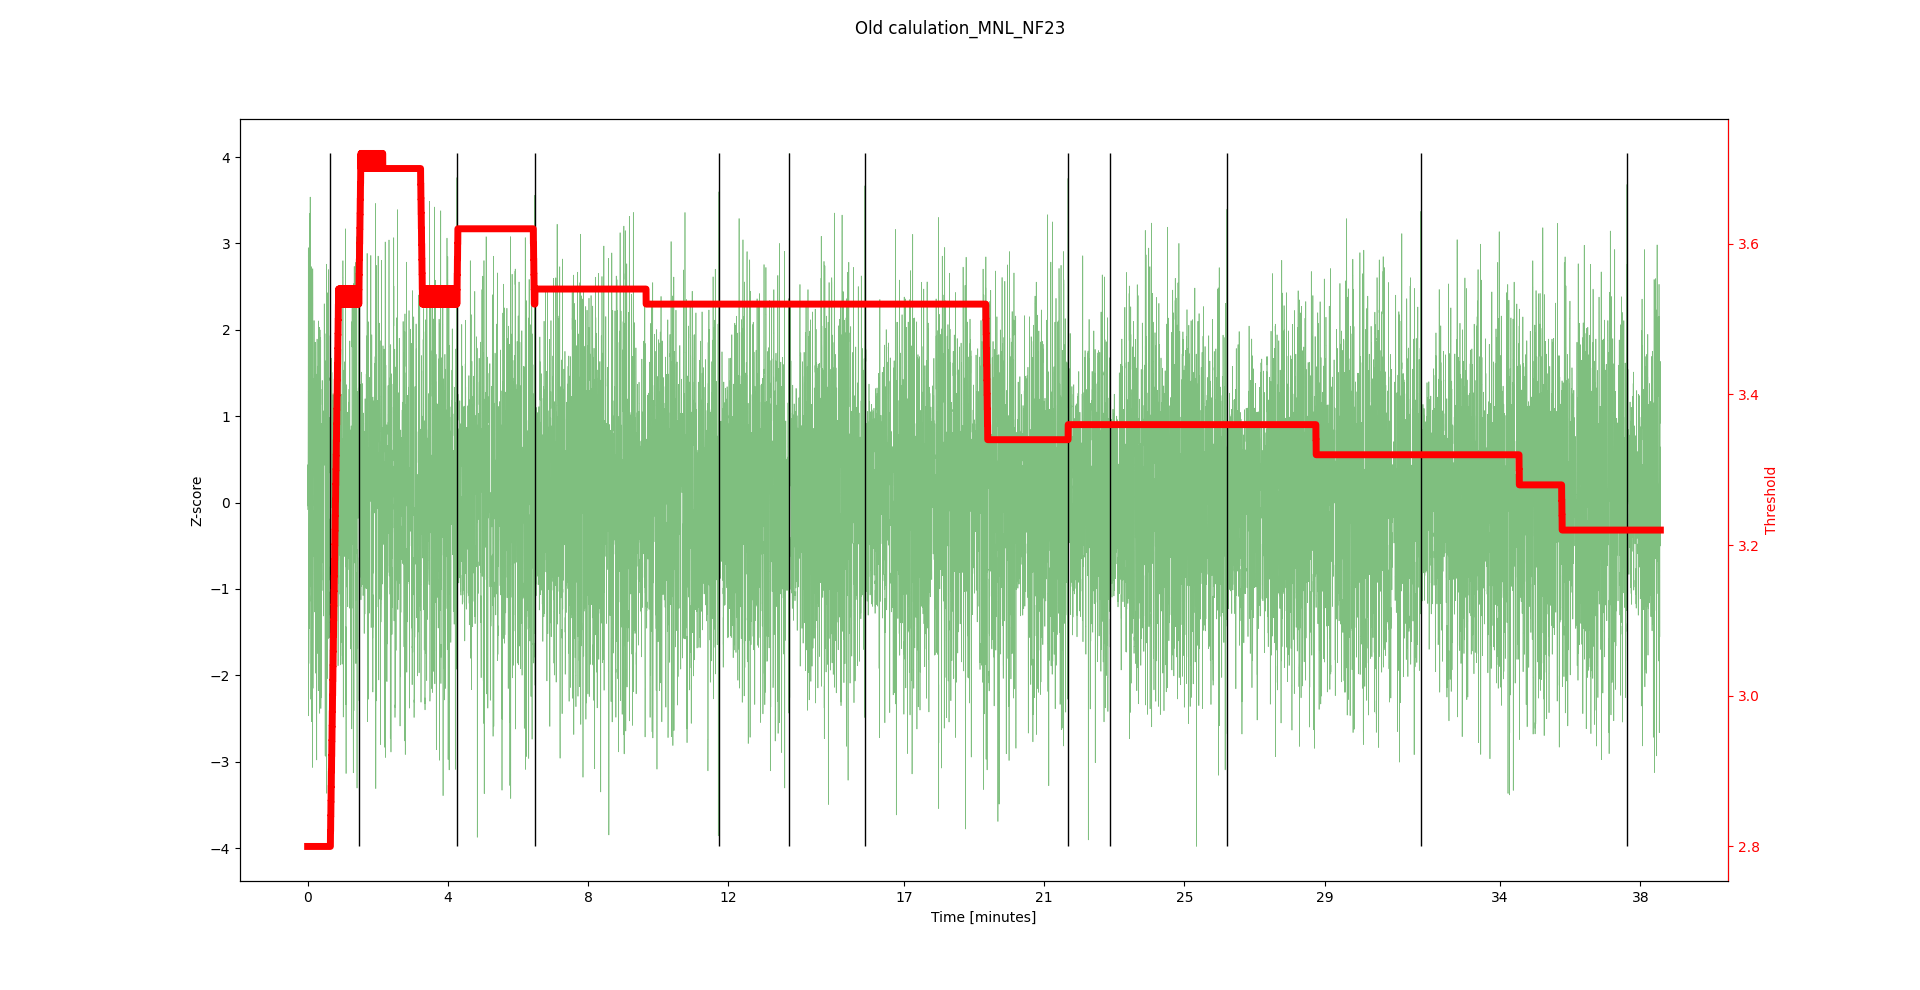 Old calulation_MNL_NF23
4
3
2
1
0
−1
−2
−3
−4
Z-score
3.6
3.4
3.2
3.0
2.8
Threshold
0 4 8 12 17 21 25 29 34 38
Time [minutes]